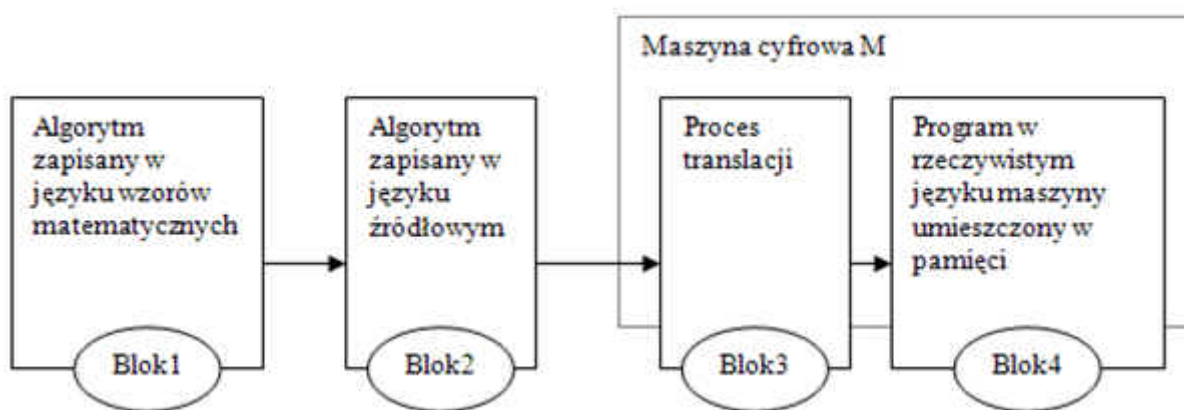 Maszyna cyfrowa M
Algorytm
zapisany w
języku wzorów
matematycznych
Blok1
Algorytm
zapisany w
języku
źródłowym
Blok2
Proces
translacji
Blok3
Program w
rzeczywistym
języku maszyny
umieszczony w
pamięci
Blok4